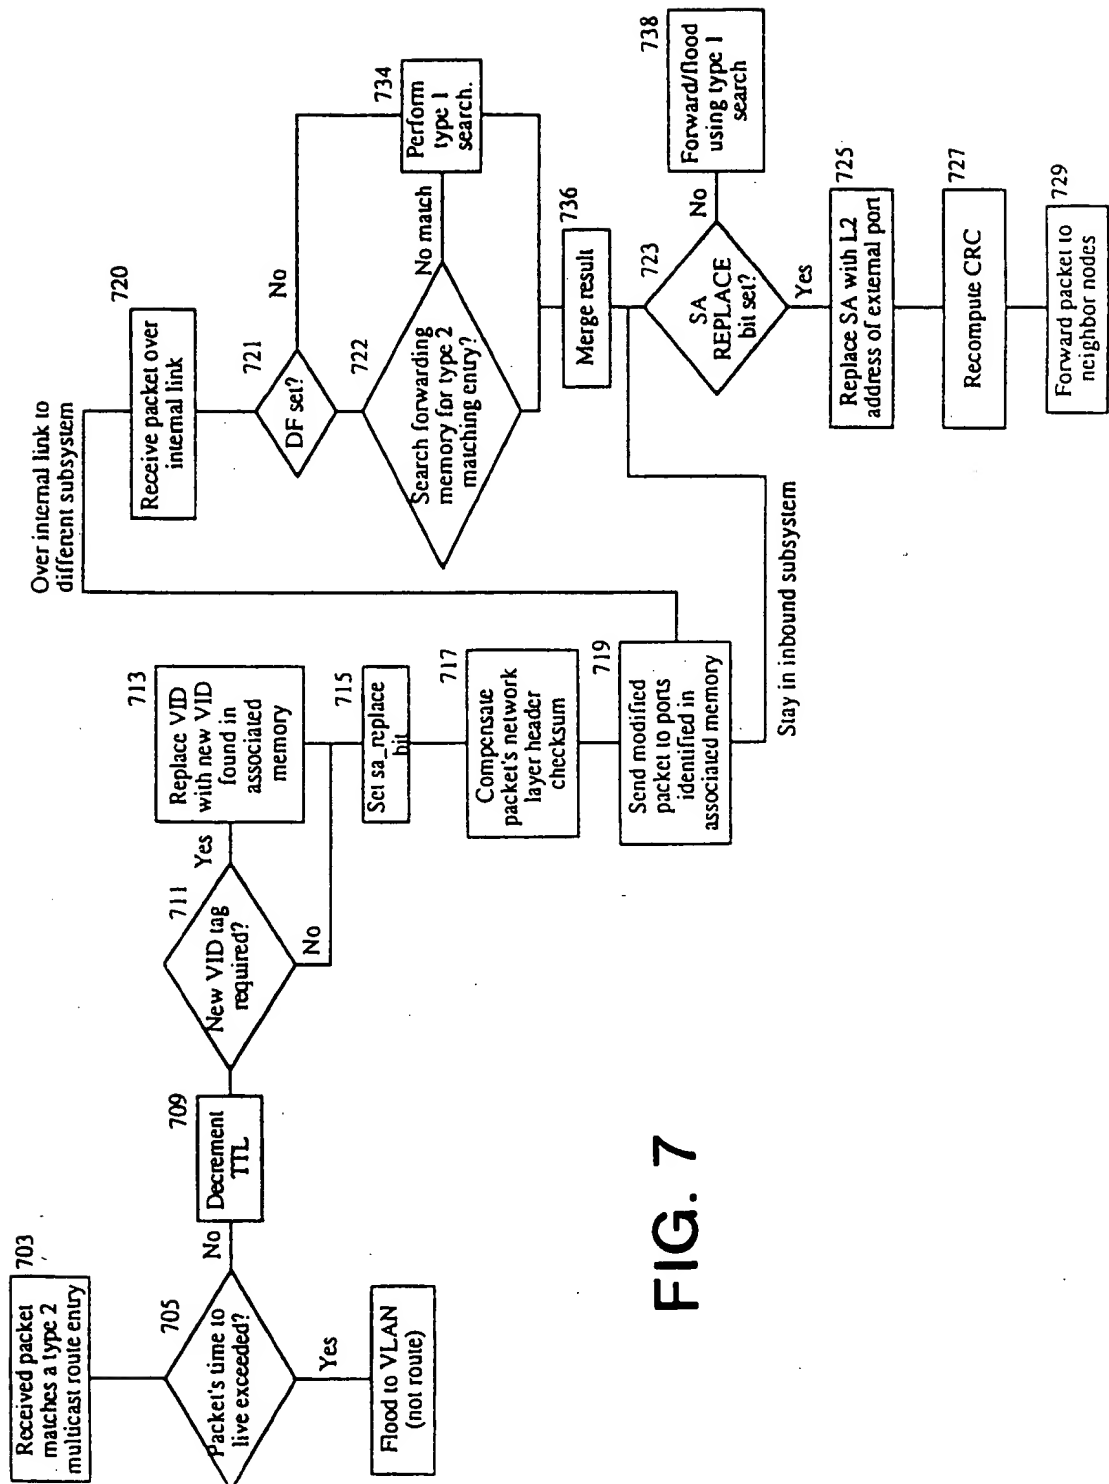 703
Received packet
matches a type 2
multicast route entry
705
Packet's time to
live exceeded?
Yes
Flood to VLAN
(not route)
No
709
Decrement
TTL
711
New VID tag
required?
Yes
No
713
Replace VID
with new VID
found in
associated
memory
715
Set sa_replace
bit
717
Compensate
packet's network
layer header
checksum
719
Send modified
packet to ports
identified in
associated memory
Over internal link to
different subsystem
Stay in inbound subsystem
720
Receive packet over
internal link
721
DF set?
No
722
Search forwarding
memory for type 2
matching entry?
No match
734
Perform
type 1
search.
736
Merge result
723
SA
REPLACE
bit set?
No
738
Forward/flood
using type 1
search
Yes
725
Replace SA with L2
address of external port
727
Recompute CRC
729
Forward packet to
neighbor nodes
FIG. 7